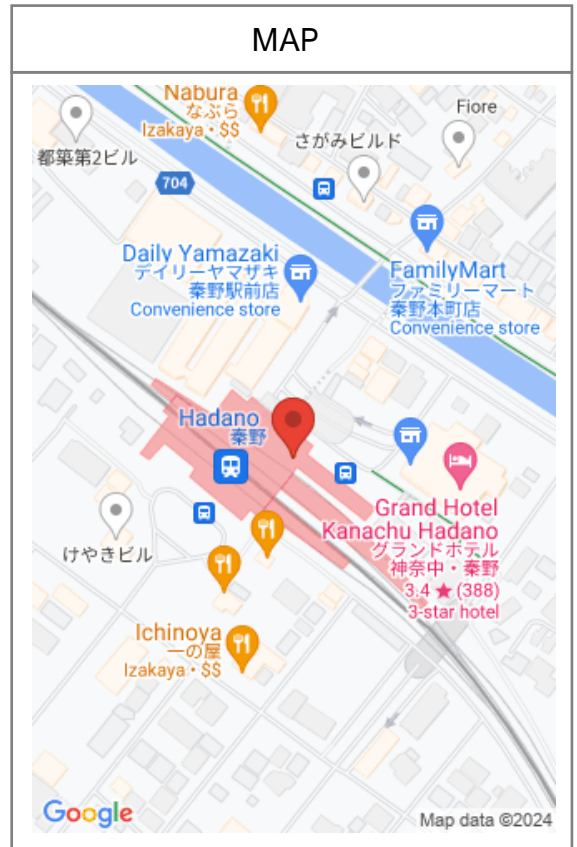 MAP
Nabura
なぶら
Izakaya・$$
Fiore
さがみビルド
都築第2ビル
704
Daily Yamazaki
デイリーヤマザキ
秦野駅前店
Convenience store
FamilyMart
ファミリーマート
秦野本町店
Convenience store
Hadano
秦野
Grand Hotel
Kanachu Hadano
グランドホテル
神奈中・秦野
3.4 ★ (388)
3-star hotel
けやきビル
Ichinoya
一の屋
Izakaya・$$
Google
Map data ©2024